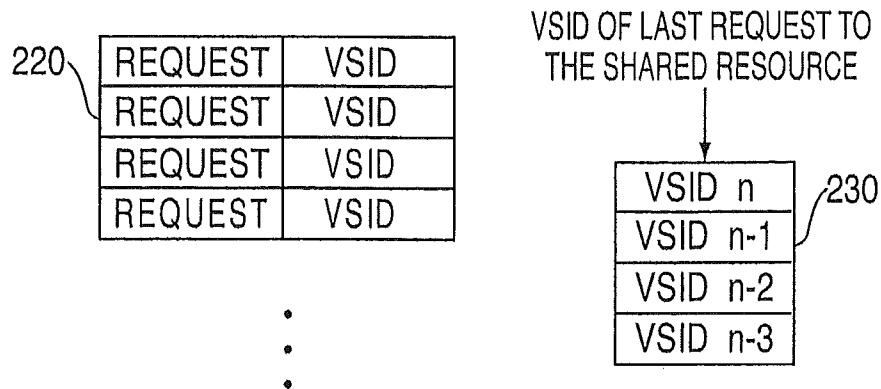 220
REQUEST VSID
REQUEST VSID
REQUEST VSID
REQUEST VSID
VSID OF LAST REQUEST TO
THE SHARED RESOURCE
VSID n
VSID n-1
VSID n-2
VSID n-3
230